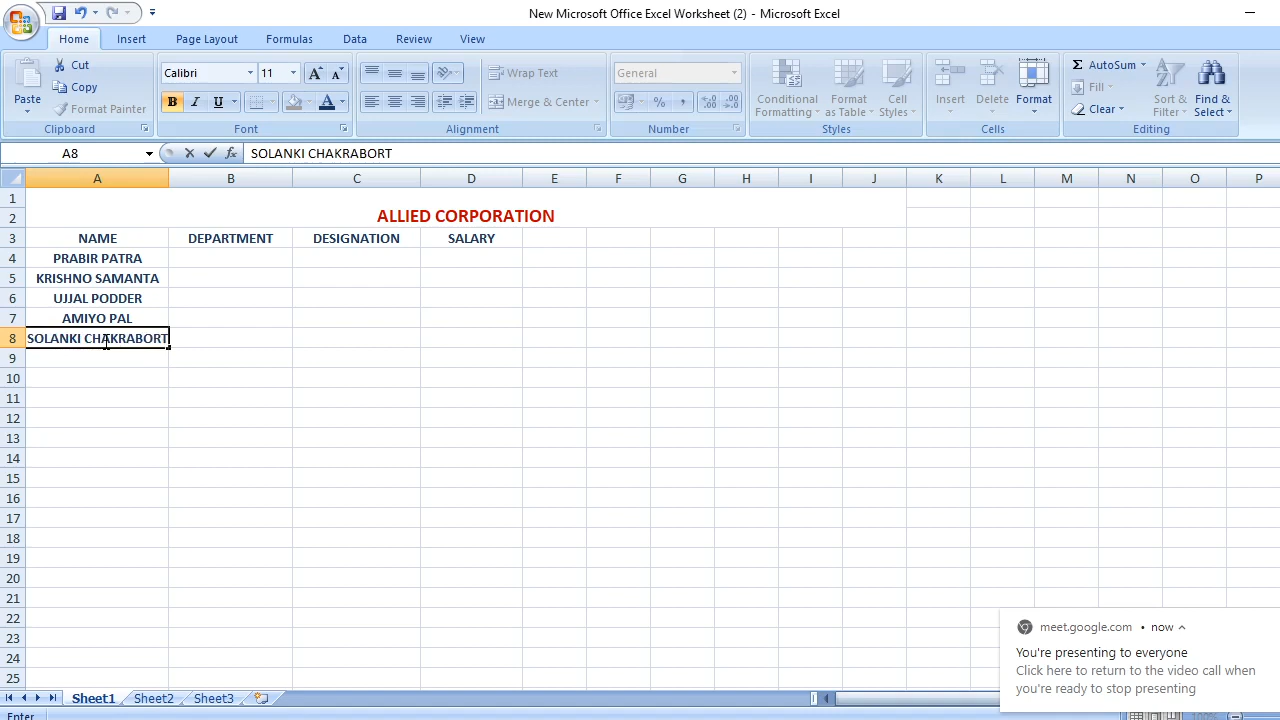 New Microsoft Office Excel Worksheet (2) - Microsoft Excel
Home Insert Page Layout Formulas Data Review View
Paste
Cut
Copy
Format Painter
Clipboard
Calibri 11
B I U A
Font
Wrap Text
Merge & Center
Alignment
General
% ,
Number
Conditional Formatting
Format as Table
Cell Styles
Styles
Insert Delete Format
Cells
Σ AutoSum
Fill
Clear
Sort & Filter
Find & Select
Editing
A8 fx SOLANKI CHAKRABORT
A B C D E F G H I J K L M N O P
1
2 ALLIED CORPORATION
3 NAME DEPARTMENT DESIGNATION SALARY
4 PRABIR PATRA
5 KRISHNO SAMANTA
6 UJJAL PODDER
7 AMIYO PAL
8 SOLANKI CHAKRABORT
9
10
11
12
13
14
15
16
17
18
19
20
21
22
23
24
25
meet.google.com • now
You're presenting to everyone
Click here to return to the video call when
you're ready to stop presenting
Sheet1 Sheet2 Sheet3
Enter 100%